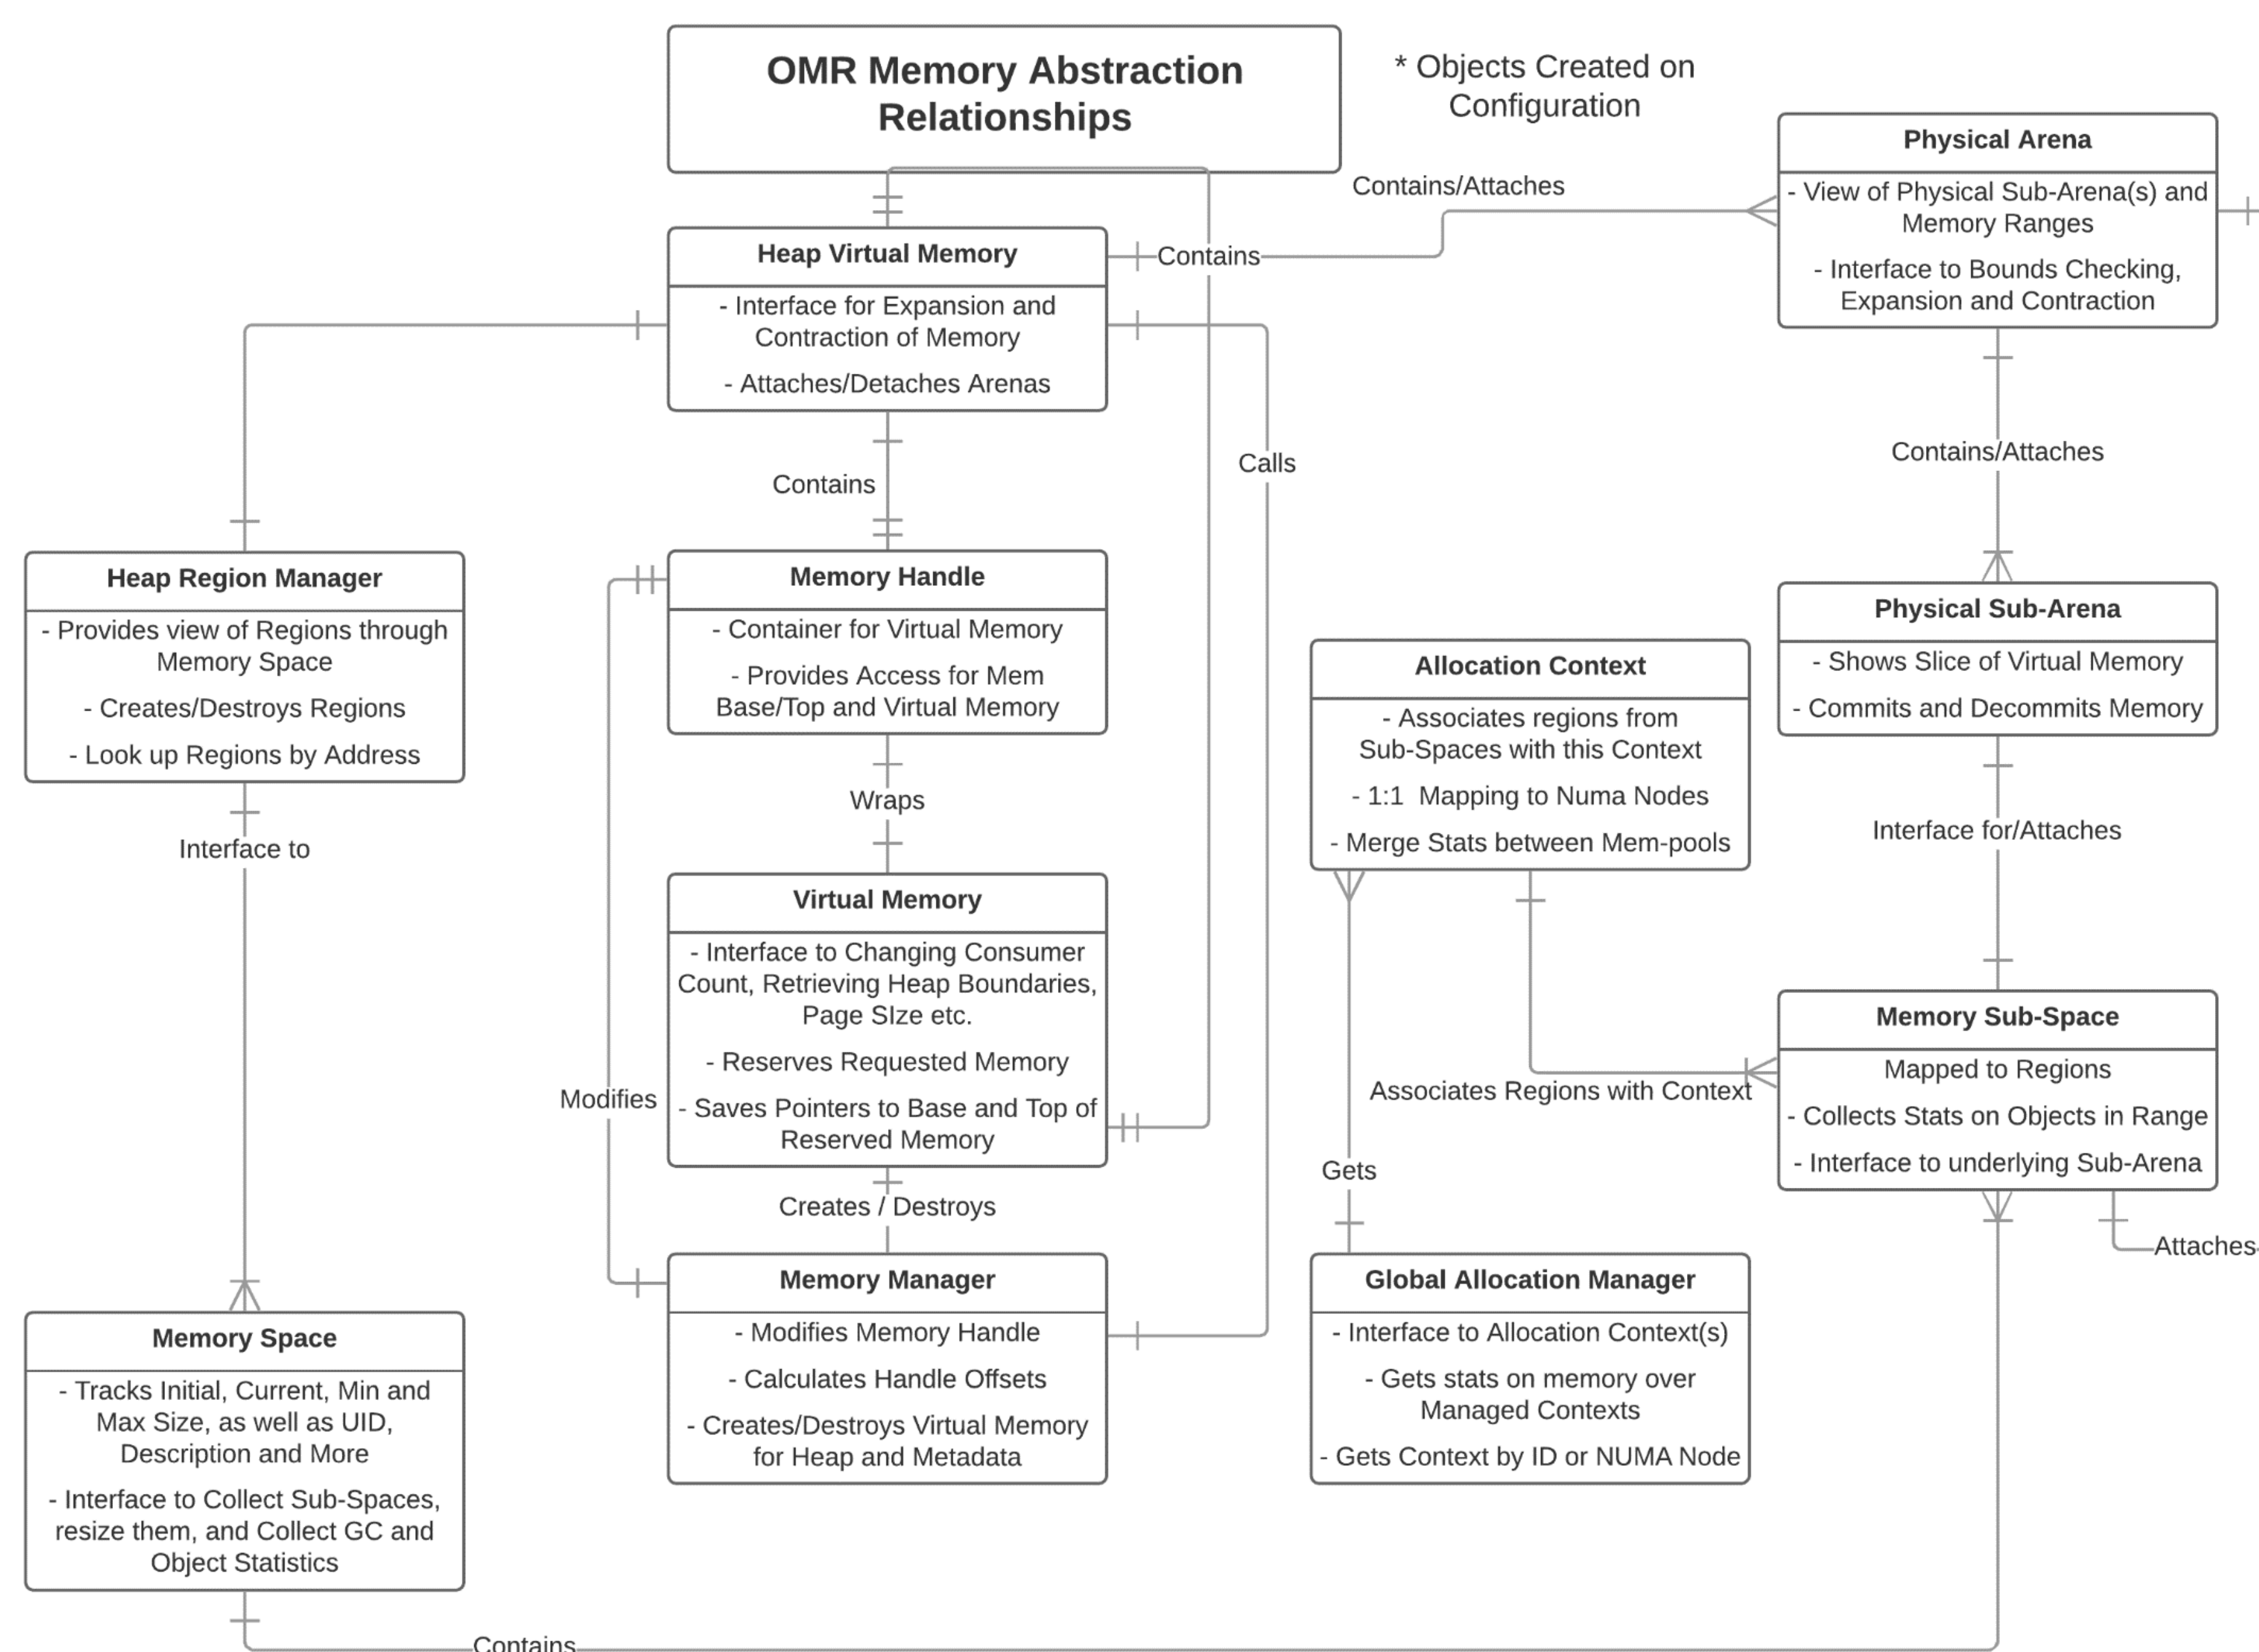 OMR Memory Abstraction
Relationships
* Objects Created on
Configuration
Physical Arena
- View of Physical Sub-Arena(s) and
Memory Ranges
- Interface to Bounds Checking,
Expansion and Contraction
Contains/Attaches
Heap Virtual Memory
- Interface for Expansion and
Contraction of Memory
- Attaches/Detaches Arenas
Contains
Calls
Contains/Attaches
Contains
Heap Region Manager
- Provides view of Regions through
Memory Space
- Creates/Destroys Regions
- Look up Regions by Address
Memory Handle
- Container for Virtual Memory
- Provides Access for Mem
Base/Top and Virtual Memory
Physical Sub-Arena
- Shows Slice of Virtual Memory
- Commits and Decommits Memory
Allocation Context
- Associates regions from
Sub-Spaces with this Context
- 1:1  Mapping to Numa Nodes
- Merge Stats between Mem-pools
Wraps
Interface to
Interface for/Attaches
Virtual Memory
- Interface to Changing Consumer
Count, Retrieving Heap Boundaries,
Page SIze etc.
- Reserves Requested Memory
- Saves Pointers to Base and Top of
Reserved Memory
Modifies
Memory Sub-Space
Mapped to Regions
- Collects Stats on Objects in Range
- Interface to underlying Sub-Arena
Associates Regions with Context
Gets
Creates / Destroys
Attaches
Memory Manager
- Modifies Memory Handle
- Calculates Handle Offsets
- Creates/Destroys Virtual Memory
for Heap and Metadata
Global Allocation Manager
- Interface to Allocation Context(s)
- Gets stats on memory over
Managed Contexts
- Gets Context by ID or NUMA Node
Memory Space
- Tracks Initial, Current, Min and
Max Size, as well as UID,
Description and More
- Interface to Collect Sub-Spaces,
resize them, and Collect GC and
Object Statistics
Contains